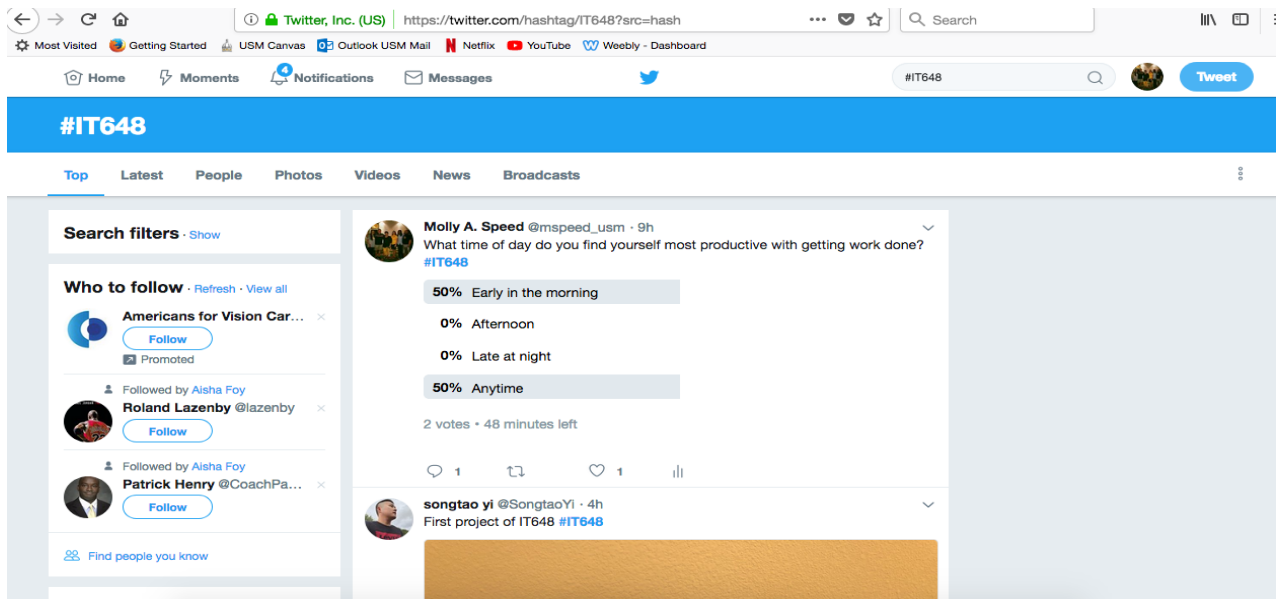 Twitter, Inc. (US) https://twitter.com/hashtag/IT648?src=hash Search
Most Visited Getting Started USM Canvas Outlook USM Mail Netflix YouTube Weebly - Dashboard
Home Moments 4 Notifications Messages #IT648 Tweet
#IT648
Top Latest People Photos Videos News Broadcasts
Search filters · Show
Who to follow · Refresh · View all
Americans for Vision Car...
Follow
Promoted
Followed by Aisha Foy
Roland Lazenby @lazenby
Follow
Followed by Aisha Foy
Patrick Henry @CoachPa...
Follow
Find people you know
Molly A. Speed @mspeed_usm · 9h
What time of day do you find yourself most productive with getting work done?
#IT648
50% Early in the morning
0% Afternoon
0% Late at night
50% Anytime
2 votes • 48 minutes left
1 1
songtao yi @SongtaoYi · 4h
First project of IT648 #IT648